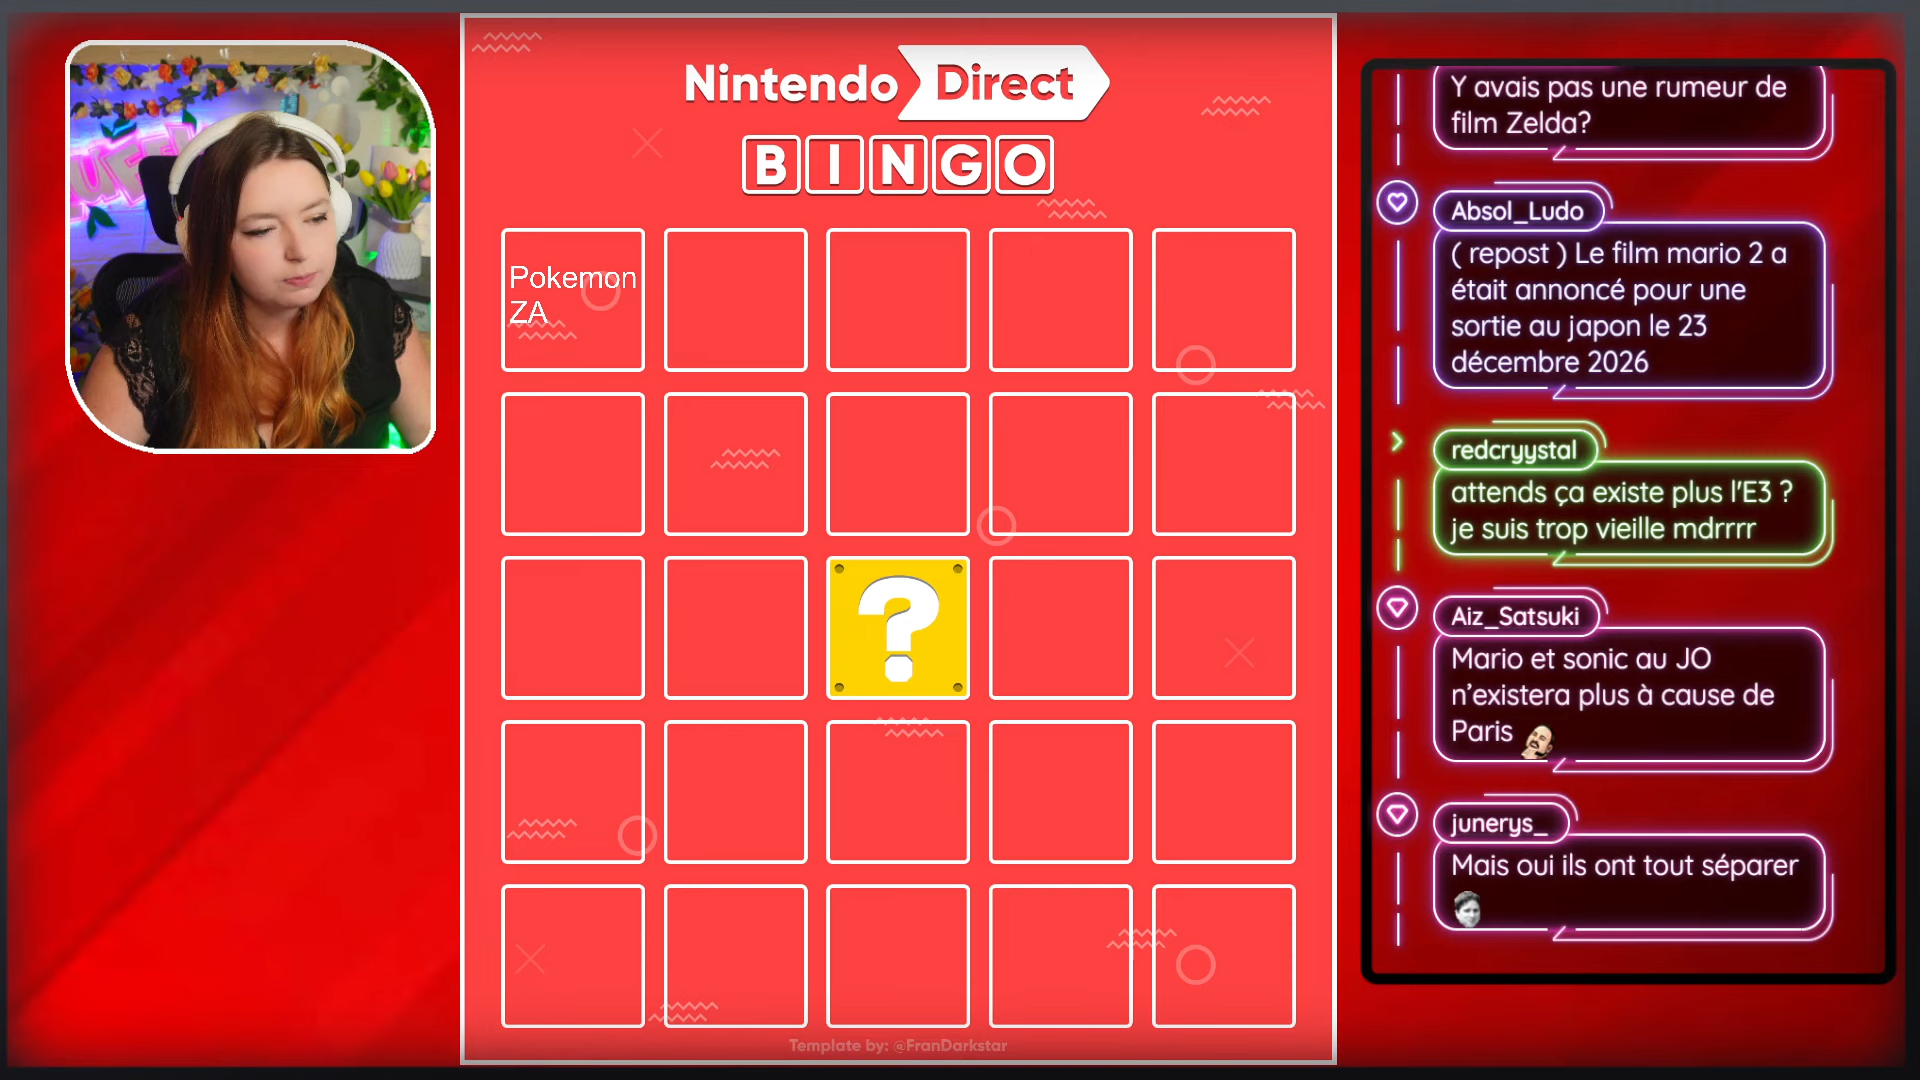 Nintendo Direct
BINGO
Pokemon
ZA
?
Template by: @FranDarkstar
Y avais pas une rumeur de
film Zelda?
Absol_Ludo
( repost ) Le film mario 2 a
était annoncé pour une
sortie au japon le 23
décembre 2026
redcryystal
attends ça existe plus l'E3 ?
je suis trop vieille mdrrrr
Aiz_Satsuki
Mario et sonic au JO
n’existera plus à cause de
Paris
junerys_
Mais oui ils ont tout séparer